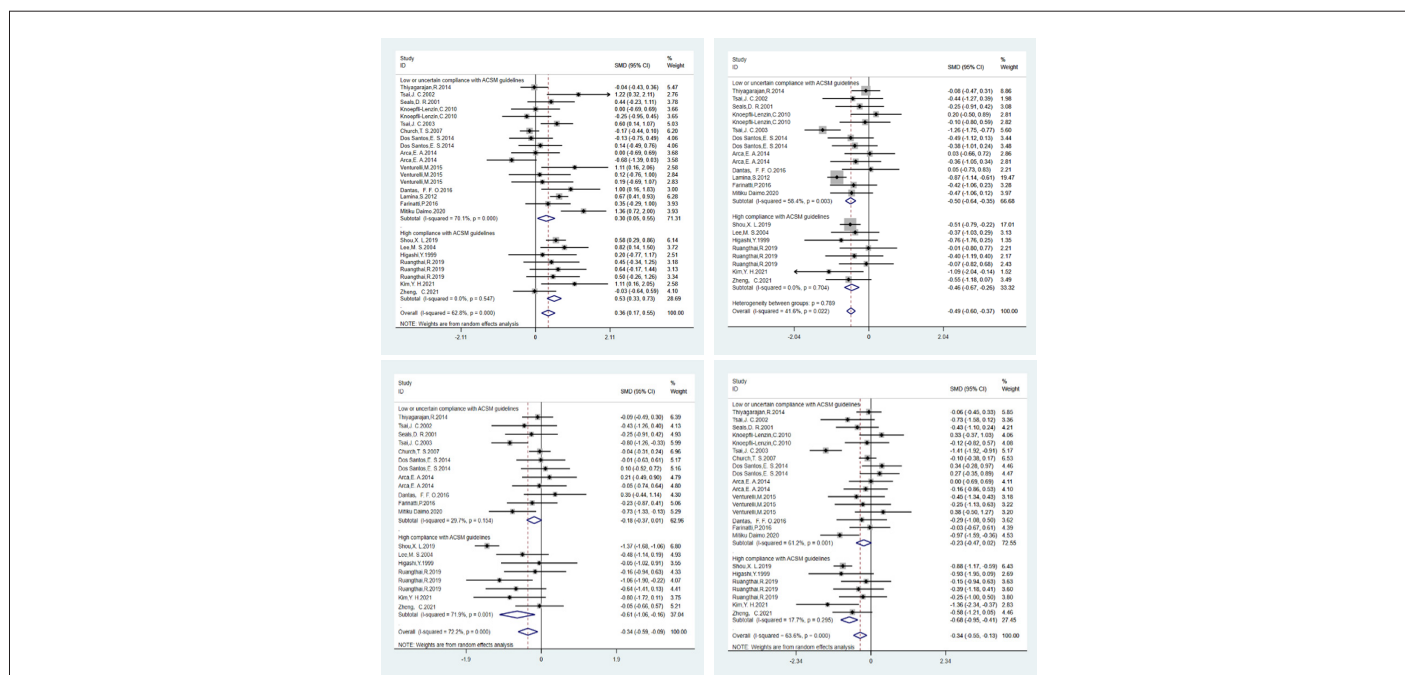 Study
%
ID
SMD (95% CI)
Weight
Low or uncertain compliance with ACSM guidelines
Thiyagarajan,R.2014 -0.04 (-0.43, 0.36) 5.47
Tsai,J. C.2002 1.22 (0.32, 2.11) 2.76
Seals,D. R.2001 0.44 (-0.23, 1.11) 3.78
Knoepfli-Lenzin,C.2010 0.00 (-0.69, 0.69) 3.66
Knoepfli-Lenzin,C.2010 -0.25 (-0.95, 0.45) 3.62
Tsai,J. C.2003 0.60 (0.14, 1.07) 5.03
Church,T. S.2007 -0.17 (-0.44, 0.10) 6.20
Dos Santos,E. S.2014 -0.13 (-0.75, 0.49) 4.06
Dos Santos,E. S.2014 0.14 (-0.49, 0.76) 4.06
Arca,E. A.2014 0.00 (-0.69, 0.69) 3.68
Arca,E. A.2014 -0.68 (-1.39, 0.03) 3.58
Venturelli,M.2015 1.11 (0.16, 2.06) 2.58
Venturelli,M.2015 0.12 (-0.76, 1.00) 2.84
Venturelli,M.2015 0.19 (-0.69, 1.07) 2.83
Dantas, F. F. O.2016 1.00 (0.16, 1.83) 3.00
Lamina,S.2012 0.67 (0.41, 0.93) 6.28
Farinatti,P.2016 0.35 (-0.29, 1.00) 3.93
Mitiku Daimo.2020 1.36 (0.72, 2.00) 3.93
Subtotal (I-squared = 70.1%, p = 0.000) 0.30 (0.05, 0.55) 71.31
High compliance with ACSM guidelines
Shou,X. L.2019 0.58 (0.29, 0.86) 6.14
Lee,M. S.2004 0.82 (0.14, 1.50) 3.72
Higashi,Y.1999 0.20 (-0.77, 1.17) 2.51
Ruangthai,R.2019 0.45 (-0.34, 1.25) 3.18
Ruangthai,R.2019 0.64 (-0.17, 1.44) 3.13
Ruangthai,R.2019 0.50 (-0.26, 1.26) 3.34
Kim,Y. H.2021 1.11 (0.16, 2.05) 2.58
Zheng, C.2021 -0.03 (-0.64, 0.59) 4.10
Subtotal (I-squared = 0.0%, p = 0.547) 0.53 (0.33, 0.73) 28.69
Overall (I-squared = 62.8%, p = 0.000) 0.36 (0.17, 0.55) 100.00
NOTE: Weights are from random effects analysis
-2.11 0 2.11
Study
%
ID
SMD (95% CI)
Weight
Low or uncertain compliance with ACSM guidelines
Thiyagarajan,R.2014 -0.08 (-0.47, 0.31) 8.86
Tsai,J. C.2002 -0.44 (-1.27, 0.39) 1.98
Seals,D. R.2001 -0.25 (-0.91, 0.42) 3.08
Knoepfli-Lenzin,C.2010 0.20 (-0.50, 0.89) 2.81
Knoepfli-Lenzin,C.2010 -0.10 (-0.80, 0.59) 2.82
Tsai,J. C.2003 -1.26 (-1.75, -0.77) 5.60
Dos Santos,E. S.2014 -0.49 (-1.12, 0.13) 3.44
Dos Santos,E. S.2014 -0.38 (-1.01, 0.24) 3.48
Arca,E. A.2014 0.03 (-0.66, 0.72) 2.86
Arca,E. A.2014 -0.36 (-1.05, 0.34) 2.81
Dantas, F. F. O.2016 0.05 (-0.73, 0.83) 2.21
Lamina,S.2012 -0.87 (-1.14, -0.61) 19.47
Farinatti,P.2016 -0.42 (-1.06, 0.23) 3.28
Mitiku Daimo.2020 -0.47 (-1.06, 0.12) 3.97
Subtotal (I-squared = 58.4%, p = 0.003) -0.50 (-0.64, -0.35) 66.68
High compliance with ACSM guidelines
Shou,X. L.2019 -0.51 (-0.79, -0.22) 17.01
Lee,M. S.2004 -0.37 (-1.03, 0.29) 3.13
Higashi,Y.1999 -0.76 (-1.76, 0.25) 1.35
Ruangthai,R.2019 -0.01 (-0.80, 0.77) 2.21
Ruangthai,R.2019 -0.40 (-1.19, 0.40) 2.17
Ruangthai,R.2019 -0.07 (-0.82, 0.68) 2.43
Kim,Y. H.2021 -1.09 (-2.04, -0.14) 1.52
Zheng, C.2021 -0.55 (-1.18, 0.07) 3.49
Subtotal (I-squared = 0.0%, p = 0.704) -0.46 (-0.67, -0.26) 33.32
Heterogeneity between groups: p = 0.789
Overall (I-squared = 41.6%, p = 0.022) -0.49 (-0.60, -0.37) 100.00
-2.04 0 2.04
Study
%
ID
SMD (95% CI)
Weight
Low or uncertain compliance with ACSM guidelines
Thiyagarajan,R.2014 -0.09 (-0.49, 0.30) 6.39
Tsai,J. C.2002 -0.43 (-1.26, 0.40) 4.13
Seals,D. R.2001 -0.25 (-0.91, 0.42) 4.93
Tsai,J. C.2003 -0.80 (-1.26, -0.33) 5.99
Church,T. S.2007 -0.04 (-0.31, 0.24) 6.96
Dos Santos,E. S.2014 -0.01 (-0.63, 0.61) 5.17
Dos Santos,E. S.2014 0.10 (-0.52, 0.72) 5.16
Arca,E. A.2014 0.21 (-0.49, 0.90) 4.79
Arca,E. A.2014 -0.05 (-0.74, 0.64) 4.80
Dantas, F. F. O.2016 0.35 (-0.44, 1.14) 4.30
Farinatti,P.2016 -0.23 (-0.87, 0.41) 5.06
Mitiku Daimo.2020 -0.73 (-1.33, -0.13) 5.29
Subtotal (I-squared = 29.7%, p = 0.154) -0.18 (-0.37, 0.01) 62.96
High compliance with ACSM guidelines
Shou,X. L.2019 -1.37 (-1.68, -1.06) 6.80
Lee,M. S.2004 -0.48 (-1.14, 0.19) 4.93
Higashi,Y.1999 -0.05 (-1.02, 0.91) 3.55
Ruangthai,R.2019 -0.16 (-0.94, 0.63) 4.33
Ruangthai,R.2019 -1.06 (-1.90, -0.22) 4.07
Ruangthai,R.2019 -0.64 (-1.41, 0.13) 4.41
Kim,Y. H.2021 -0.80 (-1.72, 0.11) 3.73
Zheng, C.2021 -0.05 (-0.66, 0.57) 5.21
Subtotal (I-squared = 71.9%, p = 0.001) -0.61 (-1.06, -0.16) 37.04
Overall (I-squared = 72.2%, p = 0.000) -0.34 (-0.59, -0.09) 100.00
NOTE: Weights are from random effects analysis
-1.9 0 1.9
Study
%
ID
SMD (95% CI)
Weight
Low or uncertain compliance with ACSM guidelines
Thiyagarajan,R.2014 -0.06 (-0.45, 0.33) 5.85
Tsai,J. C.2002 -0.73 (-1.58, 0.12) 3.36
Seals,D. R.2001 -0.43 (-1.10, 0.24) 4.21
Knoepfli-Lenzin,C.2010 0.33 (-0.37, 1.03) 4.06
Knoepfli-Lenzin,C.2010 -0.12 (-0.82, 0.57) 4.08
Tsai,J. C.2003 -1.41 (-1.92, -0.91) 5.17
Church,T. S.2007 -0.10 (-0.38, 0.17) 6.53
Dos Santos,E. S.2014 0.34 (-0.28, 0.97) 4.46
Dos Santos,E. S.2014 0.27 (-0.35, 0.89) 4.47
Arca,E. A.2014 0.00 (-0.69, 0.69) 4.11
Arca,E. A.2014 -0.16 (-0.86, 0.53) 4.10
Venturelli,M.2015 -0.45 (-1.34, 0.43) 3.18
Venturelli,M.2015 -0.25 (-1.13, 0.63) 3.22
Venturelli,M.2015 0.38 (-0.50, 1.27) 3.20
Dantas, F. F. O.2016 -0.29 (-1.08, 0.50) 3.62
Farinatti,P.2016 -0.03 (-0.67, 0.61) 4.39
Mitiku Daimo.2020 -0.97 (-1.59, -0.36) 4.53
Subtotal (I-squared = 61.2%, p = 0.001) -0.23 (-0.47, 0.02) 72.55
High compliance with ACSM guidelines
Shou,X. L.2019 -0.88 (-1.17, -0.59) 6.43
Higashi,Y.1999 -0.93 (-1.95, 0.09) 2.69
Ruangthai,R.2019 -0.15 (-0.94, 0.63) 3.63
Ruangthai,R.2019 -0.39 (-1.18, 0.41) 3.60
Ruangthai,R.2019 -0.25 (-1.00, 0.50) 3.80
Kim,Y. H.2021 -1.36 (-2.34, -0.37) 2.83
Zheng, C.2021 -0.58 (-1.21, 0.05) 4.46
Subtotal (I-squared = 17.7%, p = 0.295) -0.68 (-0.95, -0.41) 27.45
Overall (I-squared = 63.6%, p = 0.000) -0.34 (-0.55, -0.13) 100.00
NOTE: Weights are from random effects analysis
-2.34 0 2.34